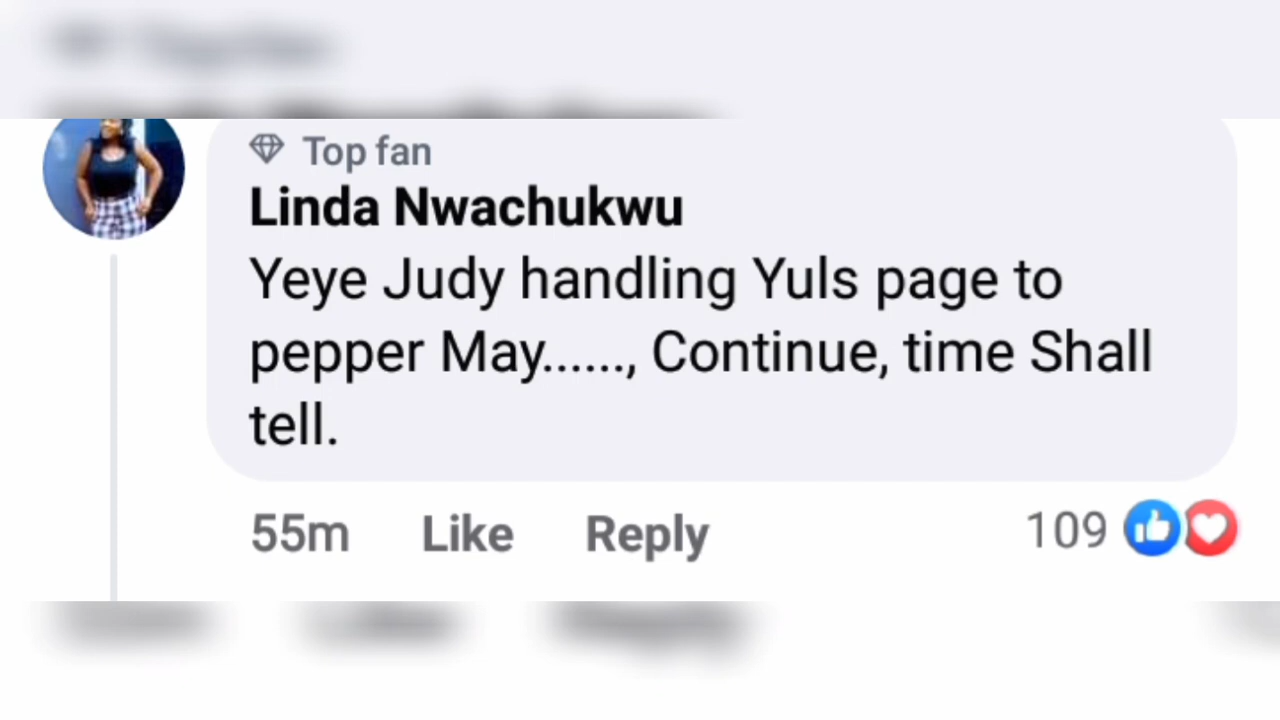 Top fan
Linda Nwachukwu
Yeye Judy handling Yuls page to
pepper May......, Continue, time Shall
tell.
55m Like Reply 109